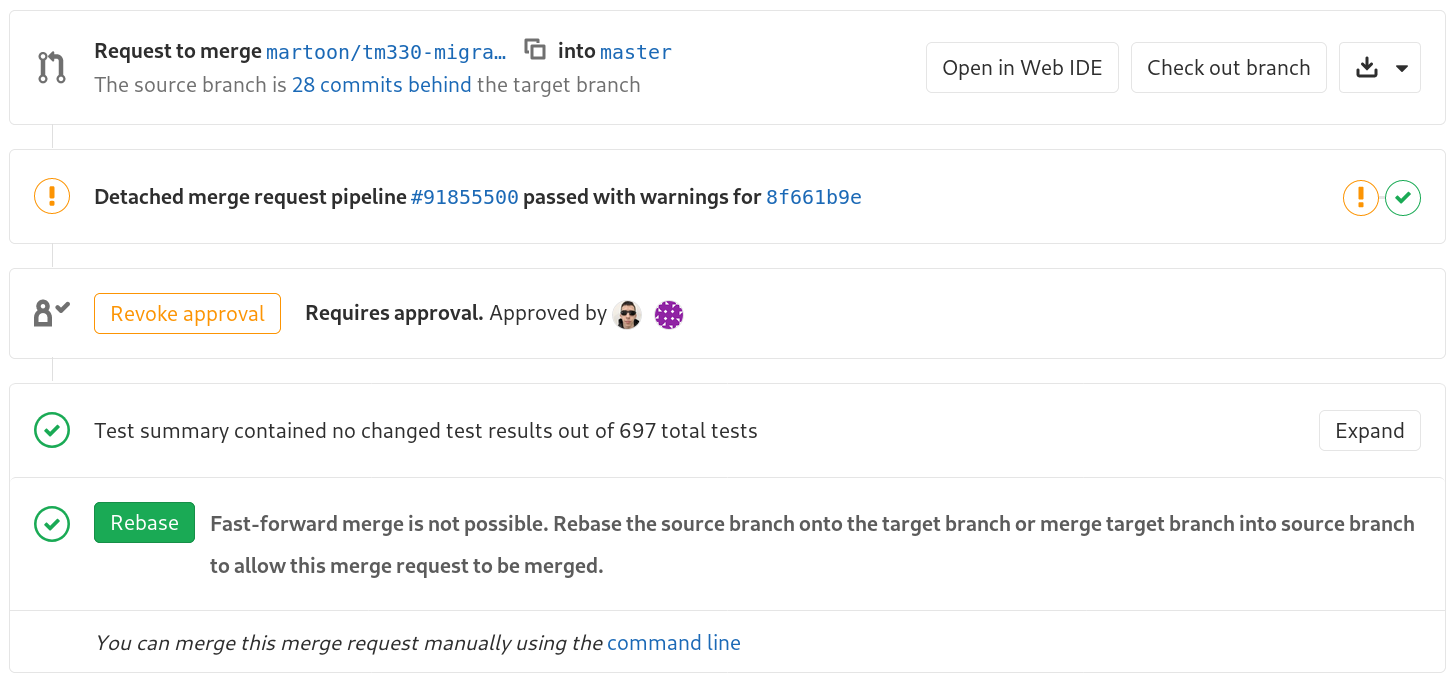 Request to merge martoon/tm330-migra… into master
Open in Web IDE
Check out branch
The source branch is 28 commits behind the target branch
Detached merge request pipeline #91855500 passed with warnings for 8f661b9e
Revoke approval
Requires approval. Approved by
Test summary contained no changed test results out of 697 total tests
Expand
Rebase
Fast-forward merge is not possible. Rebase the source branch onto the target branch or merge target branch into source branch
to allow this merge request to be merged.
You can merge this merge request manually using the command line